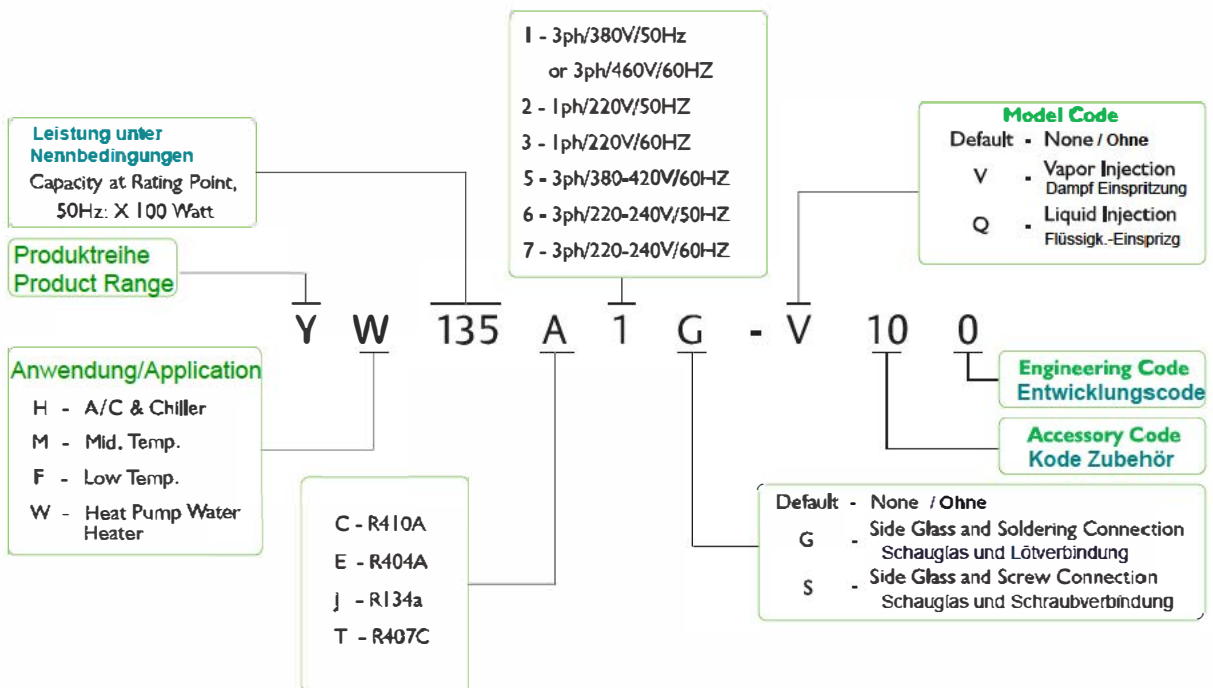 1 - 3ph/380V/50Hz
or 3ph/460V/60HZ
2 - 1ph/220V/50HZ
3 - 1ph/220V/60HZ
5 - 3ph/380-420V/60HZ
6 - 3ph/220-240V/50HZ
7 - 3ph/220-240V/60HZ
Leistung unter
Nennbedingungen
Capacity at Rating Point,
50Hz: X 100 Watt
Model Code
Default - None / Ohne
V - Vapor Injection
Dampf Einspritzung
Q - Liquid Injection
Flüssigk.-Einsprizg
Produktreihe
Product Range
Y W 135 A 1 G - V 10 0
Anwendung/Application
H - A/C & Chiller
M - Mid. Temp.
F - Low Temp.
W - Heat Pump Water
Heater
Engineering Code
Entwicklungscode
Accessory Code
Kode Zubehör
C - R410A
E - R404A
J - R134a
T - R407C
Default - None / Ohne
G - Side Glass and Soldering Connection
Schauglas und Lötverbindung
S - Side Glass and Screw Connection
Schauglas und Schraubverbindung